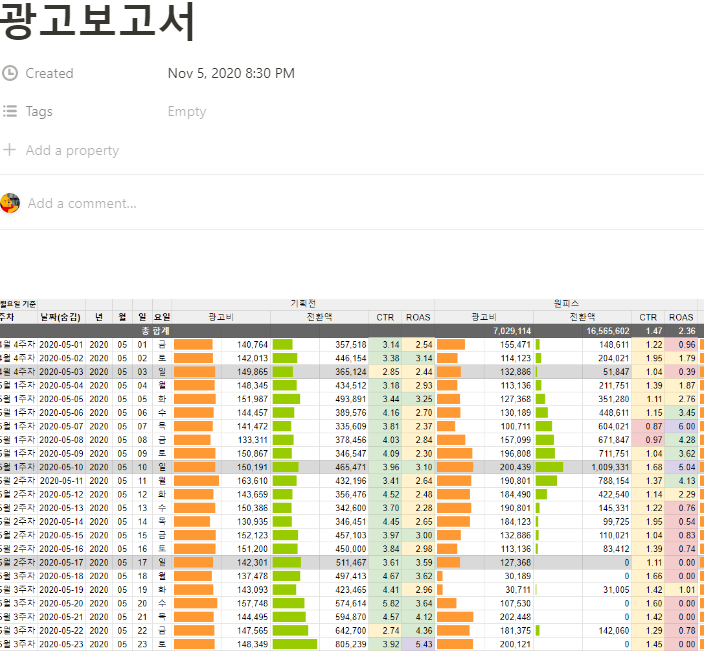 광고보고서
Created Nov 5, 2020 8:30 PM
Tags Empty
Add a property
Add a comment...
월요일 기준 기획전 원피스
주차 날짜(숨김) 년 월 일 요일 광고비 전환액 CTR ROAS 광고비 전환액 CTR ROAS
총 합계 7,029,114 16,565,602 1.47 2.36
4월 4주차 2020-05-01 2020 05 01 금 140,764 357,518 3.14 2.54 155,471 148,611 1.22 0.96
4월 4주차 2020-05-02 2020 05 02 토 142,013 446,154 3.38 3.14 114,123 204,021 1.95 1.79
4월 4주차 2020-05-03 2020 05 03 일 149,865 365,124 2.85 2.44 132,886 51,847 1.04 0.39
5월 1주차 2020-05-04 2020 05 04 월 148,345 434,512 3.18 2.93 113,136 211,751 1.39 1.87
5월 1주차 2020-05-05 2020 05 05 화 151,987 493,891 3.44 3.25 127,368 351,280 1.11 2.76
5월 1주차 2020-05-06 2020 05 06 수 144,457 389,576 4.16 2.70 130,189 448,611 1.15 3.45
5월 1주차 2020-05-07 2020 05 07 목 141,472 335,609 3.81 2.37 100,711 604,021 0.87 6.00
5월 1주차 2020-05-08 2020 05 08 금 133,311 378,456 4.03 2.84 157,099 671,847 0.97 4.28
5월 1주차 2020-05-09 2020 05 09 토 150,867 346,547 4.09 2.30 196,808 711,751 1.04 3.62
5월 1주차 2020-05-10 2020 05 10 일 150,191 465,471 3.96 3.10 200,439 1,009,331 1.68 5.04
5월 2주차 2020-05-11 2020 05 11 월 163,610 432,196 3.41 2.64 190,801 788,154 1.37 4.13
5월 2주차 2020-05-12 2020 05 12 화 143,659 356,476 4.52 2.48 184,490 422,540 1.14 2.29
5월 2주차 2020-05-13 2020 05 13 수 150,386 342,600 3.70 2.28 190,801 145,331 1.22 0.76
5월 2주차 2020-05-14 2020 05 14 목 130,935 346,451 4.45 2.65 184,123 99,725 1.95 0.54
5월 2주차 2020-05-15 2020 05 15 금 152,123 457,103 3.97 3.00 132,886 110,021 1.04 0.83
5월 2주차 2020-05-16 2020 05 16 토 151,200 450,000 3.84 2.98 113,136 83,412 1.39 0.74
5월 2주차 2020-05-17 2020 05 17 일 142,301 511,467 3.61 3.59 127,368 0 1.11 0.00
5월 3주차 2020-05-18 2020 05 18 월 137,478 497,413 4.67 3.62 30,189 0 1.66 0.00
5월 3주차 2020-05-19 2020 05 19 화 143,093 423,465 4.41 2.96 30,711 31,005 1.42 1.01
5월 3주차 2020-05-20 2020 05 20 수 157,748 574,614 5.82 3.64 107,530 0 1.60 0.00
5월 3주차 2020-05-21 2020 05 21 목 144,495 594,870 4.57 4.12 202,448 0 1.42 0.00
5월 3주차 2020-05-22 2020 05 22 금 147,565 642,700 2.74 4.36 181,375 142,060 1.29 0.78
5월 3주차 2020-05-23 2020 05 23 토 148,349 805,239 3.92 5.43 200,121 0 1.45 0.00